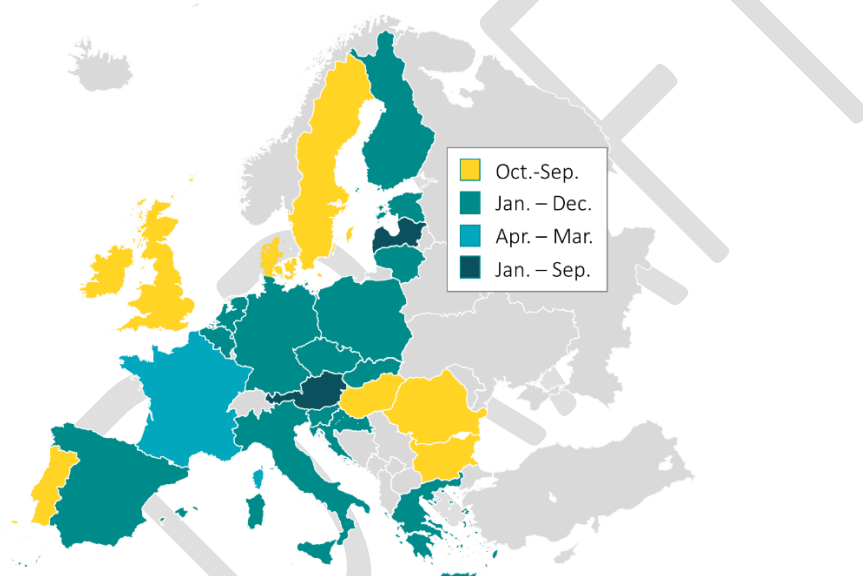 Oct.-Sep.
Jan. – Dec.
Apr. – Mar.
Jan. – Sep.